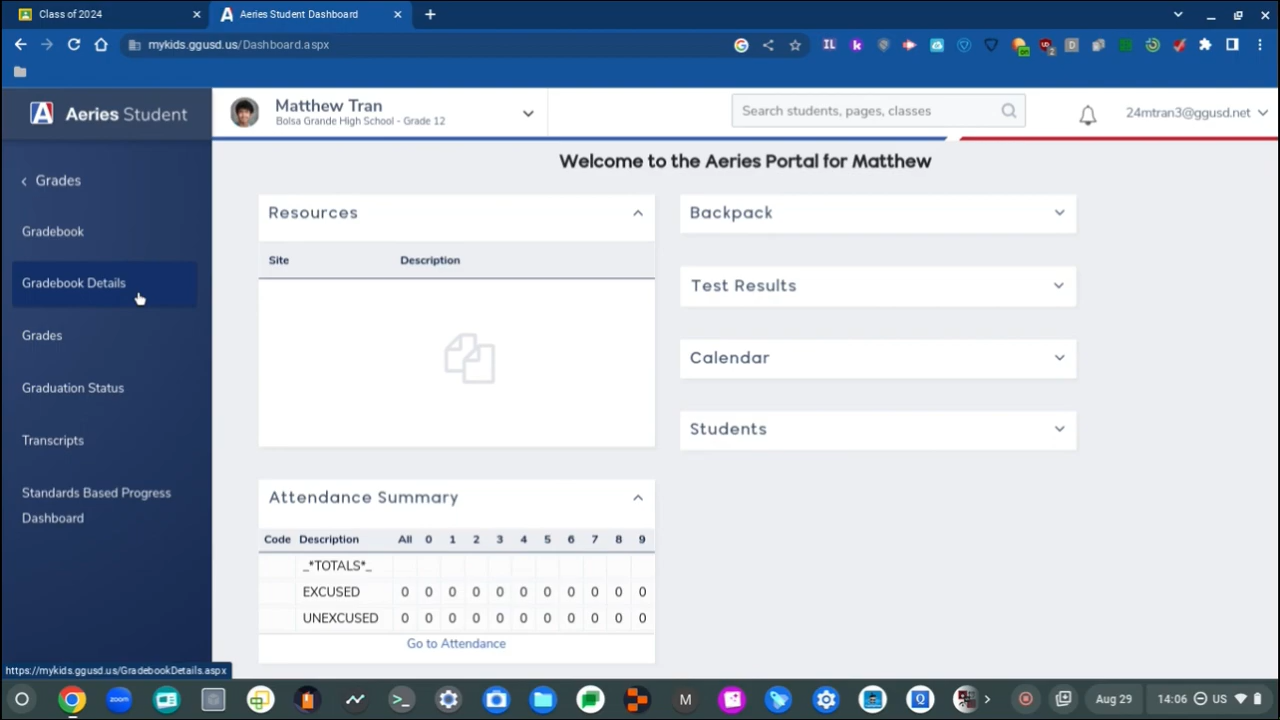 Class of 2024
Aeries Student Dashboard
mykids.ggusd.us/Dashboard.aspx
Aeries Student
Matthew Tran
Bolsa Grande High School - Grade 12
Search students, pages, classes
24mtran3@ggusd.net
Welcome to the Aeries Portal for Matthew
Grades
Gradebook
Gradebook Details
Grades
Graduation Status
Transcripts
Standards Based Progress
Dashboard
Resources
Site Description
Backpack
Test Results
Calendar
Students
Attendance Summary
Code Description All 0 1 2 3 4 5 6 7 8 9
_*TOTALS*_
EXCUSED 0 0 0 0 0 0 0 0 0 0 0
UNEXCUSED 0 0 0 0 0 0 0 0 0 0 0
Go to Attendance
https://mykids.ggusd.us/GradebookDetails.aspx
zoom
Aug 29
14:06 US